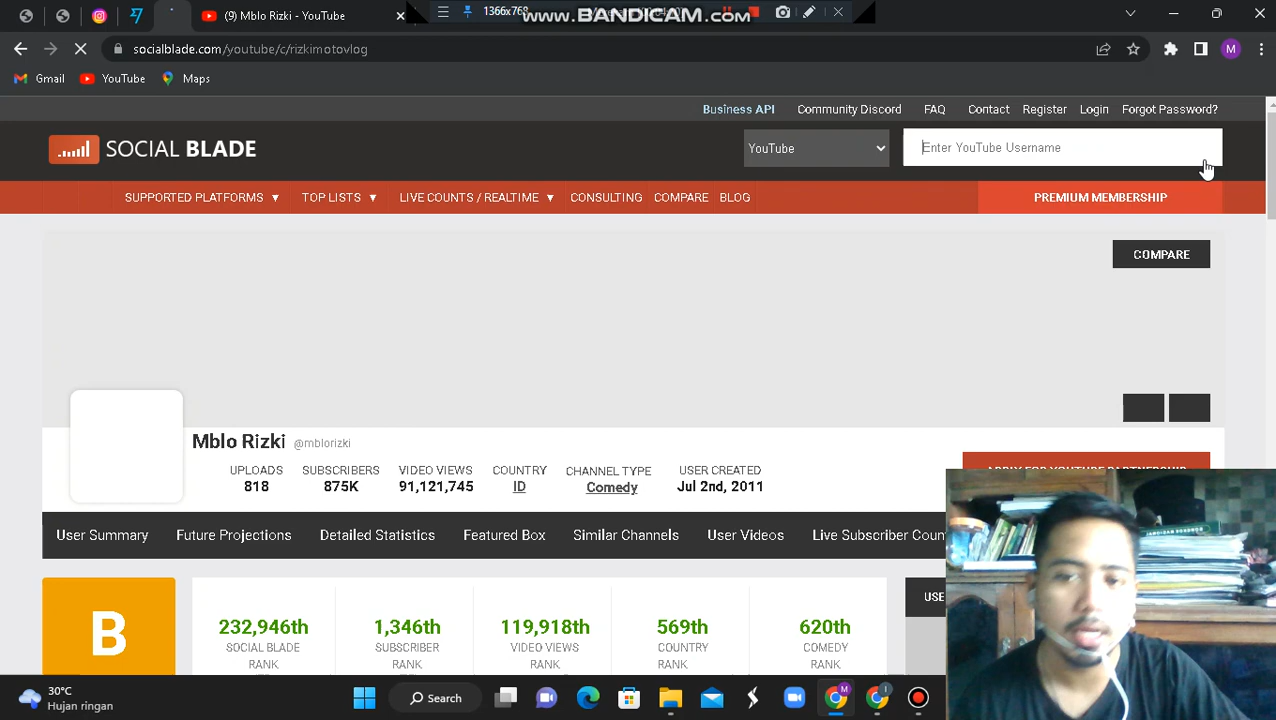 (9) Mblo Rizki - YouTube
1366x768
www.BANDICAM.com
socialblade.com/youtube/c/rizkimotovlog
M
Gmail YouTube Maps
Business API Community Discord FAQ Contact Register Login Forgot Password?
SOCIAL BLADE
YouTube
Enter YouTube Username
SUPPORTED PLATFORMS TOP LISTS LIVE COUNTS / REALTIME CONSULTING COMPARE BLOG
PREMIUM MEMBERSHIP
COMPARE
Mblo Rizki @mblorizki
UPLOADS SUBSCRIBERS VIDEO VIEWS COUNTRY CHANNEL TYPE USER CREATED
818 875K 91,121,745 ID Comedy Jul 2nd, 2011
APPLY FOR YOUTUBE PARTNERSHIP
User Summary Future Projections Detailed Statistics Featured Box Similar Channels User Videos Live Subscriber Coun
USE
B
232,946th 1,346th 119,918th 569th 620th
SOCIAL BLADE SUBSCRIBER VIDEO VIEWS COUNTRY COMEDY
RANK RANK RANK RANK RANK
30°C
Hujan ringan
Search
M
I